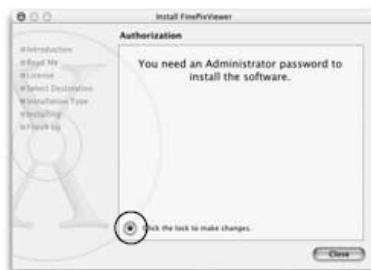 Install FinePixViewer
Authorization
Introduction
Read Me
License
Select Destination
Installation Type
Installing
Finish Up
You need an Administrator password to
install the software.
Click the lock to make changes.
Close